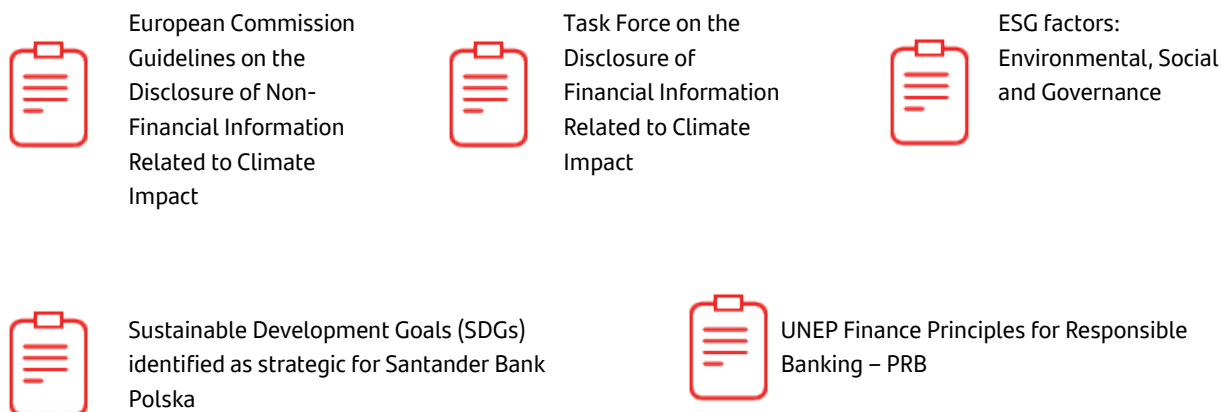 European Commission
Guidelines on the
Disclosure of Non-
Financial Information
Related to Climate
Impact
Task Force on the
Disclosure of
Financial Information
Related to Climate
Impact
ESG factors:
Environmental, Social
and Governance
Sustainable Development Goals (SDGs)
identified as strategic for Santander Bank
Polska
UNEP Finance Principles for Responsible
Banking – PRB